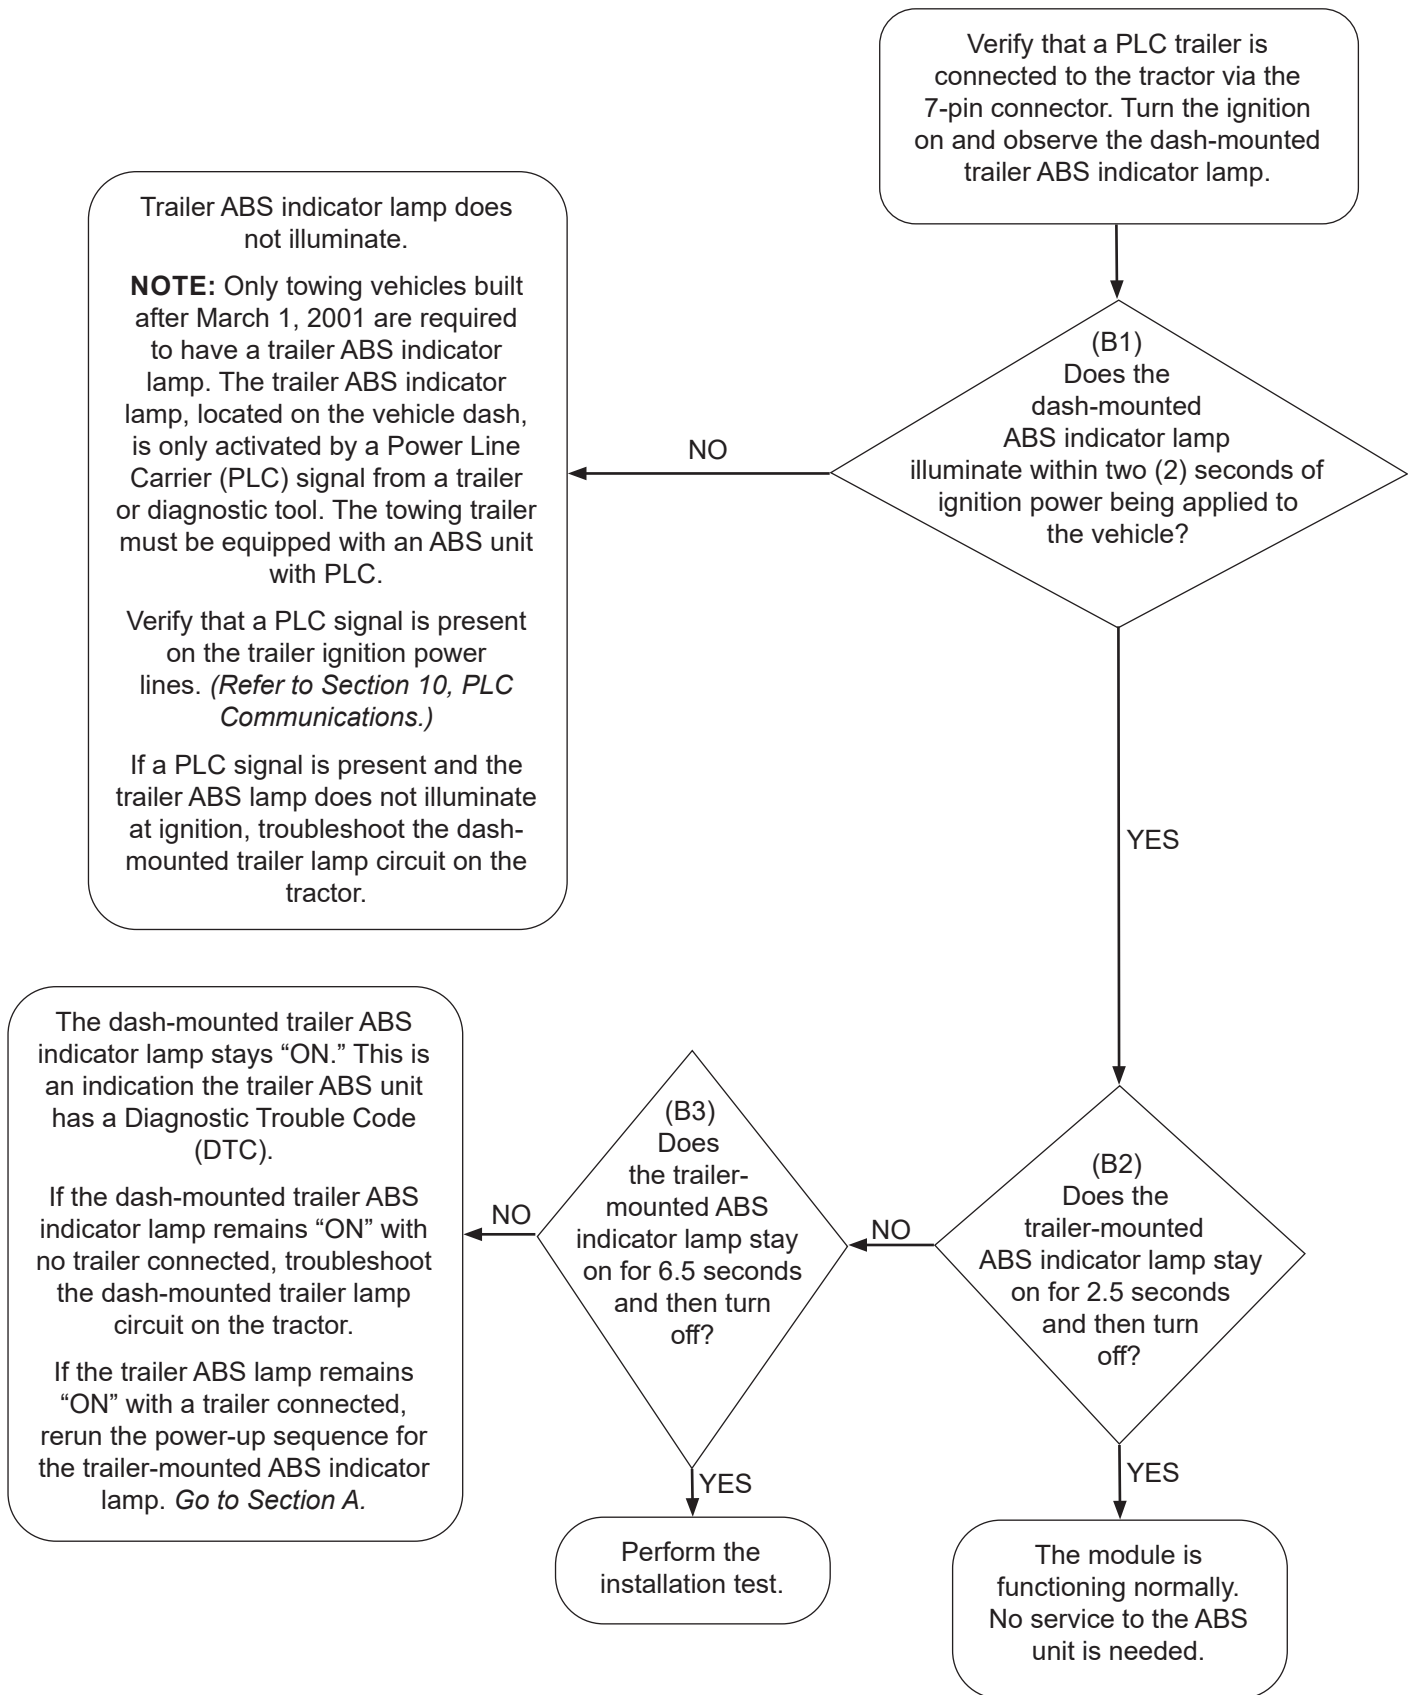 Verify that a PLC trailer is
connected to the tractor via the
7-pin connector. Turn the ignition
on and observe the dash-mounted
trailer ABS indicator lamp.
(B1)
Does the
dash-mounted
ABS indicator lamp
illuminate within two (2) seconds of
ignition power being applied to
the vehicle?
NO
Trailer ABS indicator lamp does
not illuminate.
NOTE: Only towing vehicles built
after March 1, 2001 are required
to have a trailer ABS indicator
lamp. The trailer ABS indicator
lamp, located on the vehicle dash,
is only activated by a Power Line
Carrier (PLC) signal from a trailer
or diagnostic tool. The towing trailer
must be equipped with an ABS unit
with PLC.
Verify that a PLC signal is present
on the trailer ignition power
lines. (Refer to Section 10, PLC
Communications.)
If a PLC signal is present and the
trailer ABS lamp does not illuminate
at ignition, troubleshoot the dash-
mounted trailer lamp circuit on the
tractor.
YES
(B2)
Does the
trailer-mounted
ABS indicator lamp stay
on for 2.5 seconds
and then turn
off?
NO
(B3)
Does
the trailer-
mounted ABS
indicator lamp stay
on for 6.5 seconds
and then turn
off?
NO
The dash-mounted trailer ABS
indicator lamp stays “ON.” This is
an indication the trailer ABS unit
has a Diagnostic Trouble Code
(DTC).
If the dash-mounted trailer ABS
indicator lamp remains “ON” with
no trailer connected, troubleshoot
the dash-mounted trailer lamp
circuit on the tractor.
If the trailer ABS lamp remains
“ON” with a trailer connected,
rerun the power-up sequence for
the trailer-mounted ABS indicator
lamp. Go to Section A.
YES
Perform the
installation test.
YES
The module is
functioning normally.
No service to the ABS
unit is needed.